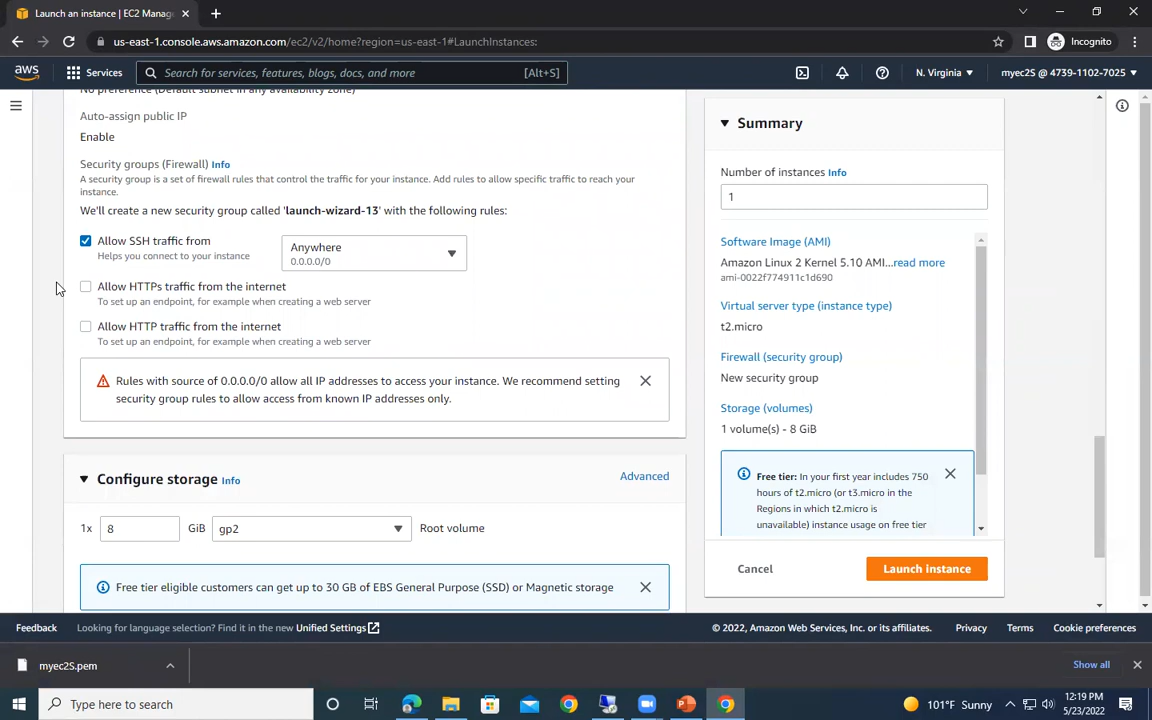 Launch an instance | EC2 Manag
us-east-1.console.aws.amazon.com/ec2/v2/home?region=us-east-1#LaunchInstances:
Incognito
aws
Services
Search for services, features, blogs, docs, and more
[Alt+S]
N. Virginia
myec2S @ 4739-1102-7025
No preference (Default subnet in any availability zone)
Auto-assign public IP
Enable
Security groups (Firewall) Info
A security group is a set of firewall rules that control the traffic for your instance. Add rules to allow specific traffic to reach your
instance.
We'll create a new security group called 'launch-wizard-13' with the following rules:
Allow SSH traffic from
Helps you connect to your instance
Anywhere
0.0.0.0/0
Allow HTTPs traffic from the internet
To set up an endpoint, for example when creating a web server
Allow HTTP traffic from the internet
To set up an endpoint, for example when creating a web server
Rules with source of 0.0.0.0/0 allow all IP addresses to access your instance. We recommend setting
security group rules to allow access from known IP addresses only.
Configure storage Info
Advanced
1x 8 GiB gp2 Root volume
Free tier eligible customers can get up to 30 GB of EBS General Purpose (SSD) or Magnetic storage
Summary
Number of instances Info
1
Software Image (AMI)
Amazon Linux 2 Kernel 5.10 AMI...read more
ami-0022f774911c1d690
Virtual server type (instance type)
t2.micro
Firewall (security group)
New security group
Storage (volumes)
1 volume(s) - 8 GiB
Free tier: In your first year includes 750
hours of t2.micro (or t3.micro in the
Regions in which t2.micro is
unavailable) instance usage on free tier
Cancel
Launch instance
Feedback
Looking for language selection? Find it in the new Unified Settings
© 2022, Amazon Web Services, Inc. or its affiliates.
Privacy
Terms
Cookie preferences
myec2S.pem
Show all
Type here to search
101°F Sunny
12:19 PM
5/23/2022